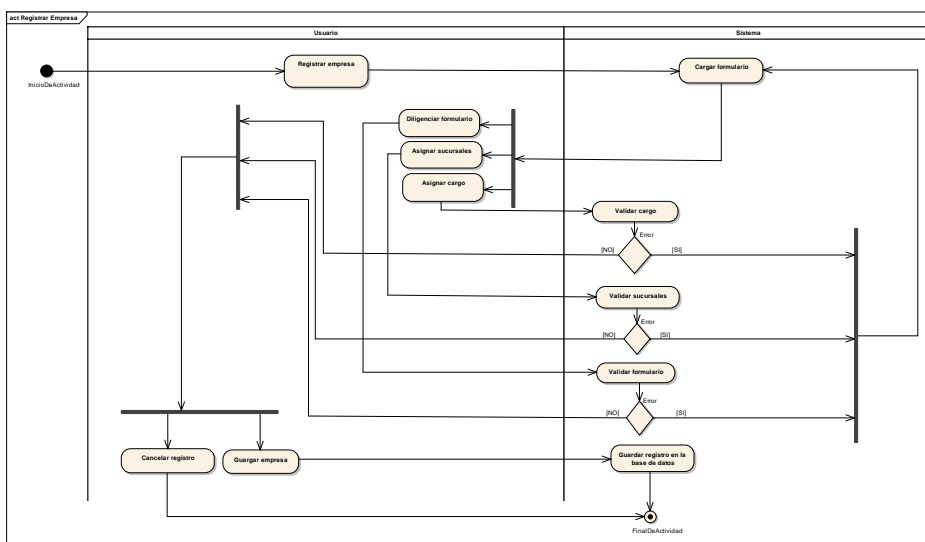 act Registrar Empresa
Usuario
Sistema
InicioDeActividad
Registrar empresa
Cargar formulario
Diligenciar formulario
Asignar sucursales
Asignar cargo
Validar cargo
Error
[NO]
[SI]
Validar sucursales
Error
[NO]
[SI]
Validar formulario
Error
[NO]
[SI]
Cancelar registro
Guargar empresa
Guardar registro en la
base de datos
FinalDeActividad